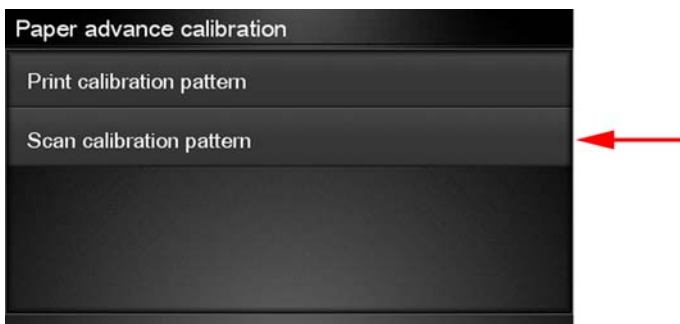 Paper advance calibration
Print calibration pattern
Scan calibration pattern